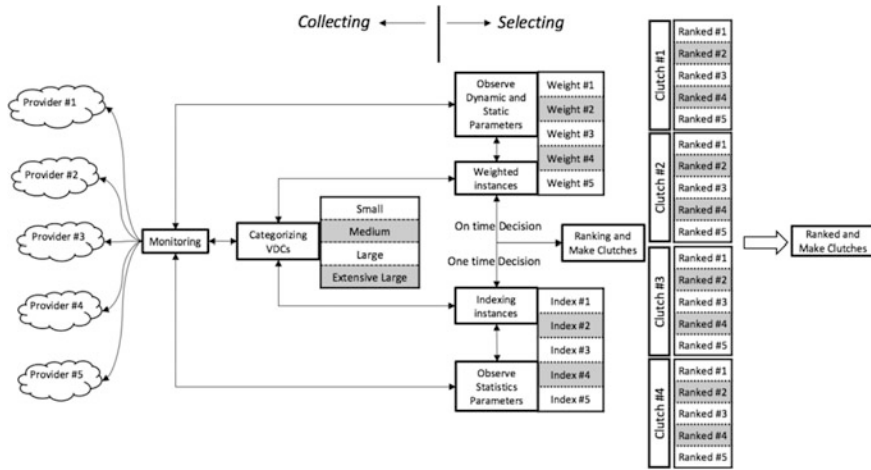 Collecting
Selecting
Provider #1
Provider #2
Provider #3
Provider #4
Provider #5
Monitoring
Categorizing
VDCs
Small
Medium
Large
Extensive Large
Observe
Dynamic and
Static
Parameters
Weight #1
Weight #2
Weight #3
Weight #4
Weight #5
Weighted
instances
On time Decision
One time Decision
Ranking and
Make Clutches
Indexing
instances
Index #1
Index #2
Index #3
Index #4
Index #5
Observe
Statistics
Parameters
Clutch #1
Ranked #1
Ranked #2
Ranked #3
Ranked #4
Ranked #5
Clutch #2
Ranked #1
Ranked #2
Ranked #3
Ranked #4
Ranked #5
Clutch #3
Ranked #1
Ranked #2
Ranked #3
Ranked #4
Ranked #5
Clutch #4
Ranked #1
Ranked #2
Ranked #3
Ranked #4
Ranked #5
Ranked and
Make Clutches